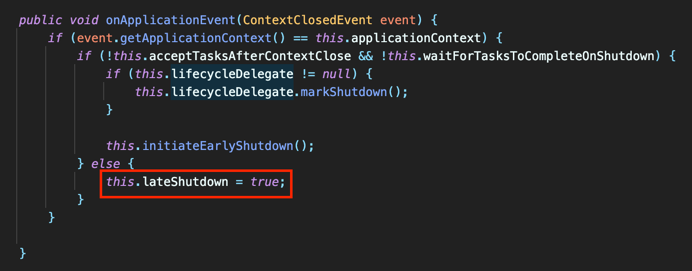 public void onApplicationEvent(ContextClosedEvent event) {
if (event.getApplicationContext() == this.applicationContext) {
if (!this.acceptTasksAfterContextClose && !this.waitForTasksToCompleteOnShutdown) {
if (this.lifecycleDelegate != null) {
this.lifecycleDelegate.markShutdown();
}
this.initiateEarlyShutdown();
} else {
this.lateShutdown = true;
}
}
}